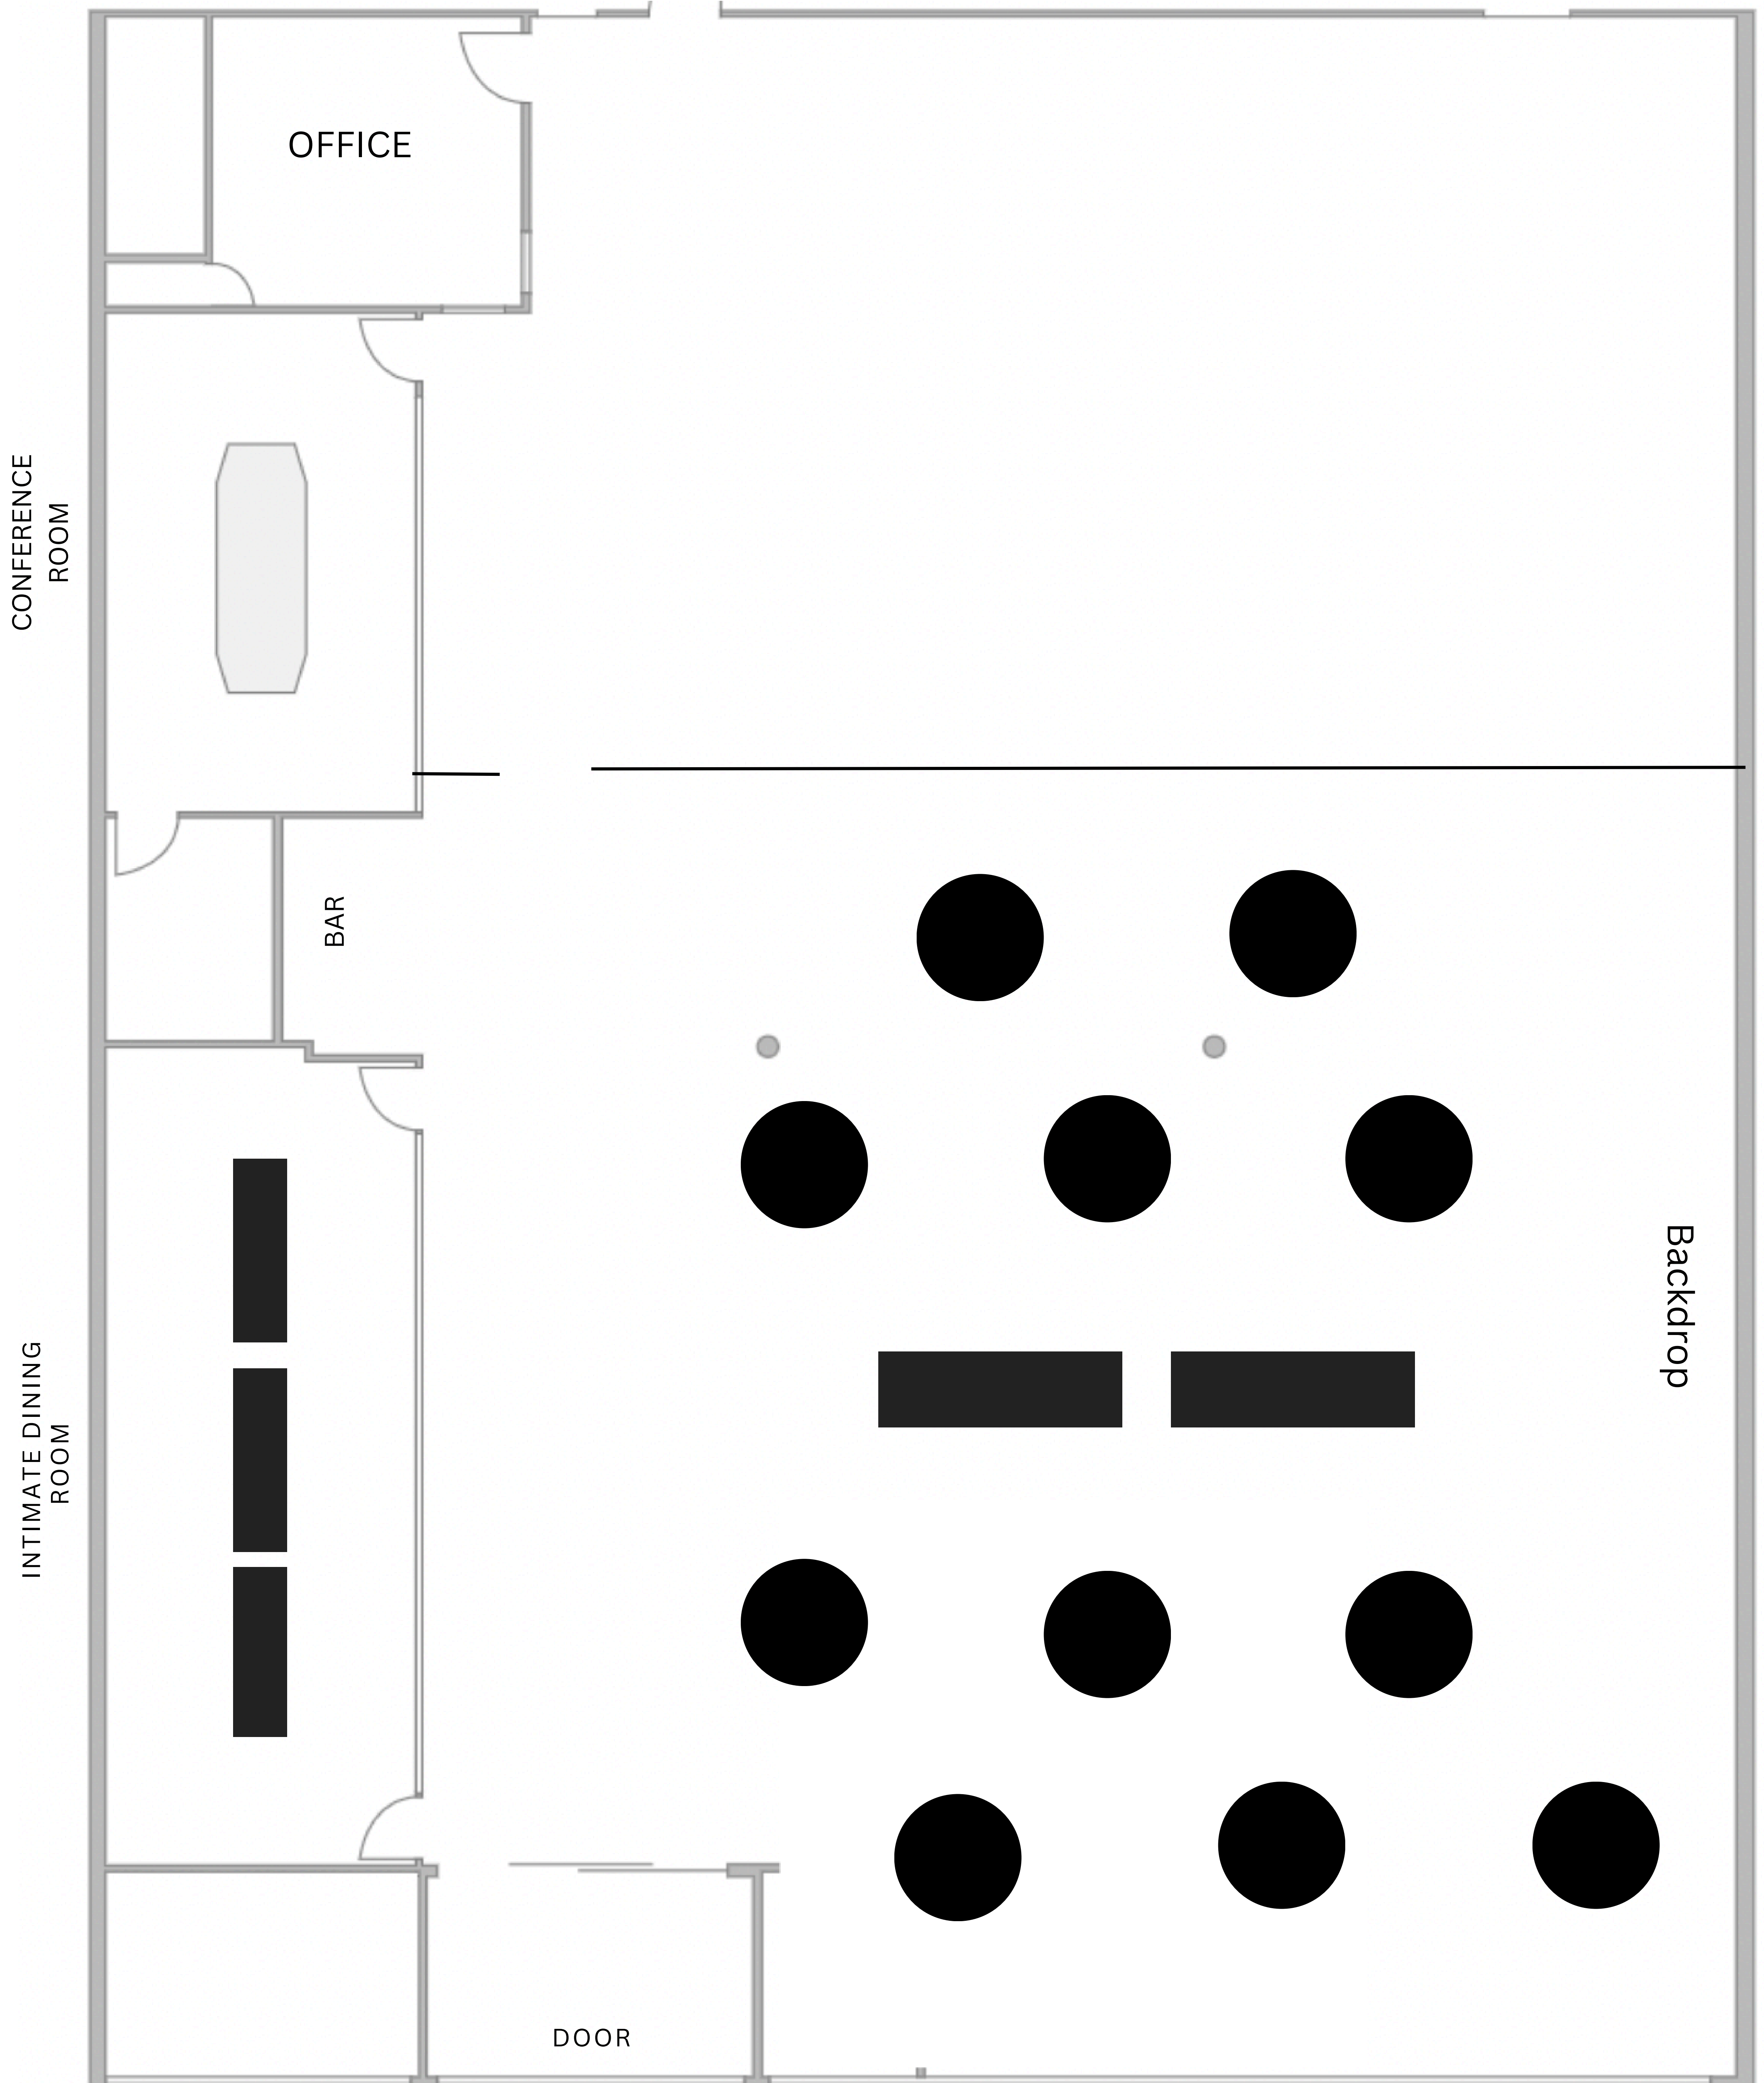 OFFICE
CONFERENCE
ROOM
BAR
Backdrop
INTIMATE DINING
ROOM
DOOR